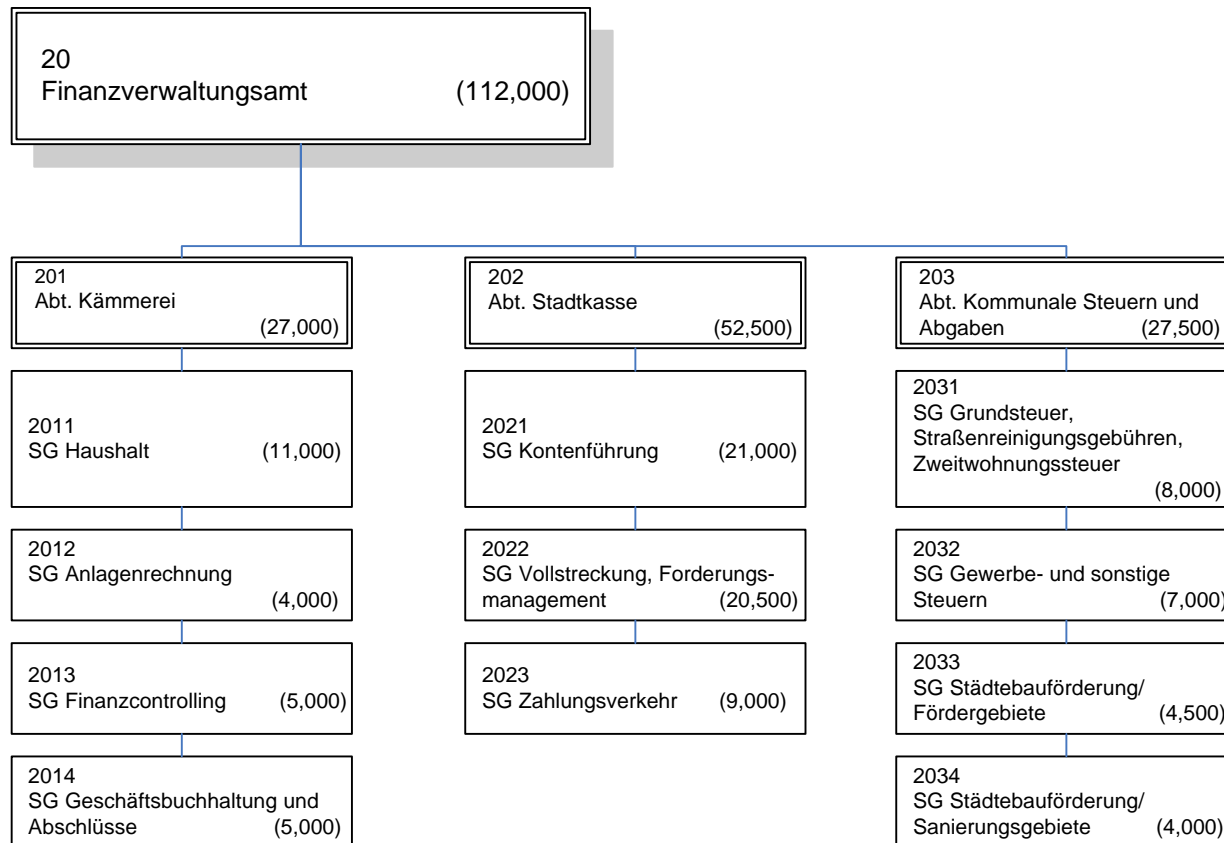 20
Finanzverwaltungsamt (112,000)
201
Abt. Kämmerei
(27,000)
2011
SG Haushalt (11,000)
2012
SG Anlagenrechnung
(4,000)
2013
SG Finanzcontrolling (5,000)
2014
SG Geschäftsbuchhaltung und
Abschlüsse (5,000)
202
Abt. Stadtkasse
(52,500)
2021
SG Kontenführung (21,000)
2022
SG Vollstreckung, Forderungs-
management (20,500)
2023
SG Zahlungsverkehr (9,000)
203
Abt. Kommunale Steuern und
Abgaben (27,500)
2031
SG Grundsteuer,
Straßenreinigungsgebühren,
Zweitwohnungssteuer
(8,000)
2032
SG Gewerbe- und sonstige
Steuern (7,000)
2033
SG Städtebauförderung/
Fördergebiete (4,500)
2034
SG Städtebauförderung/
Sanierungsgebiete (4,000)